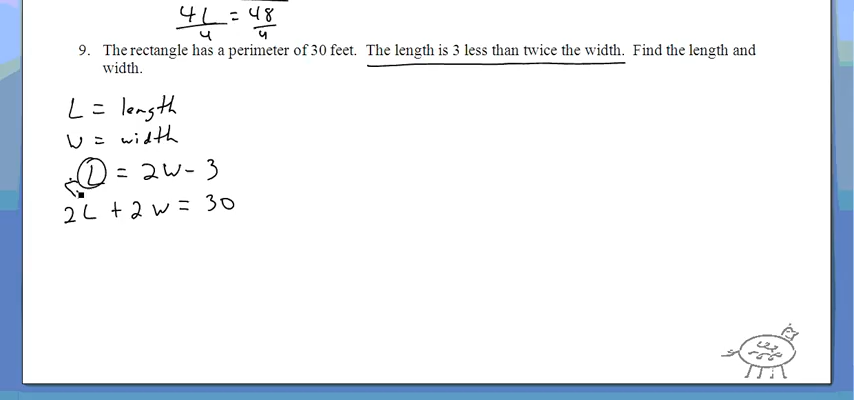 4L = 48
4 4
9. The rectangle has a perimeter of 30 feet. The length is 3 less than twice the width. Find the length and
width.
L = length
W = width
L = 2W - 3
2L + 2W = 30